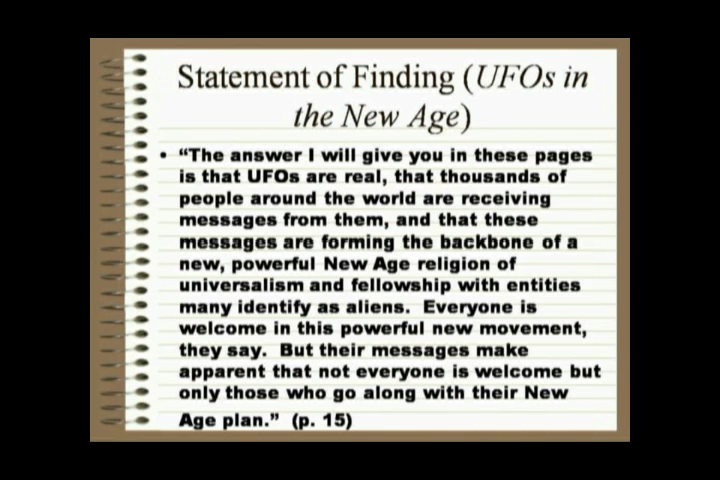 Statement of Finding (UFOs in
the New Age)
• “The answer I will give you in these pages
is that UFOs are real, that thousands of
people around the world are receiving
messages from them, and that these
messages are forming the backbone of a
new, powerful New Age religion of
universalism and fellowship with entities
many identify as aliens.  Everyone is
welcome in this powerful new movement,
they say.  But their messages make
apparent that not everyone is welcome but
only those who go along with their New
Age plan.”  (p. 15)